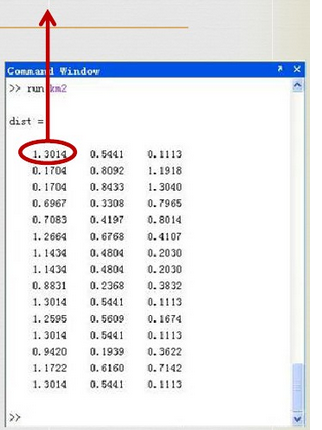 Command Window
>> run km2
dist =
1.3014 0.5441 0.1113
0.1704 0.8092 1.1918
0.1704 0.8433 1.3040
0.6967 0.3308 0.7965
0.7083 0.4197 0.8014
1.2664 0.6768 0.4107
1.1434 0.4804 0.2030
1.1434 0.4804 0.2030
0.8831 0.2368 0.3832
1.3014 0.5441 0.1113
1.2595 0.5609 0.1674
1.3014 0.5441 0.1113
0.9420 0.1939 0.3622
1.1722 0.6160 0.7142
1.3014 0.5441 0.1113
>>